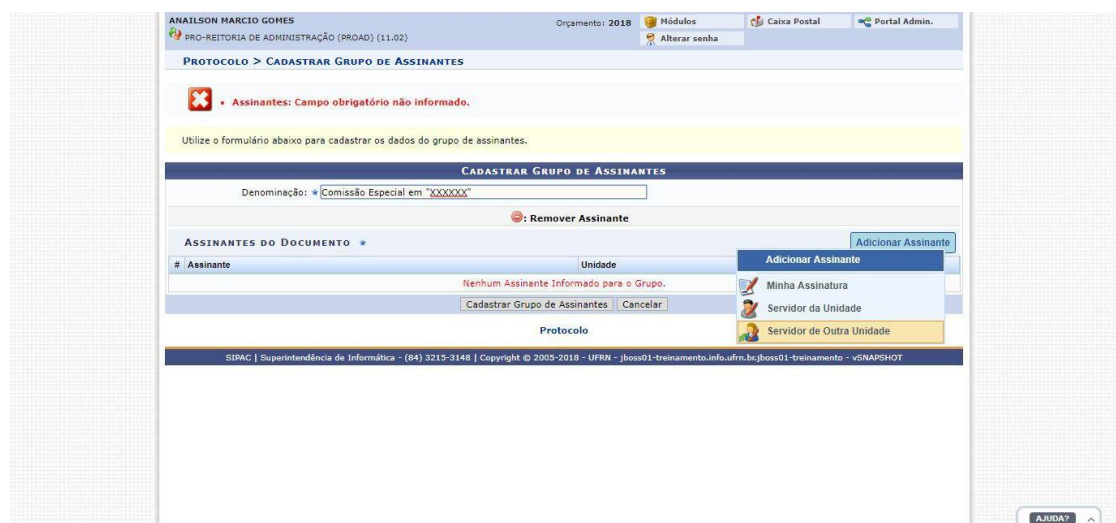 ANAILSON MARCIO GOMES Orçamento: 2018 Módulos Caixa Postal Portal Admin.
PRO-REITORIA DE ADMINISTRAÇÃO (PROAD) (11.02) Alterar senha
PROTOCOLO > CADASTRAR GRUPO DE ASSINANTES
• Assinantes: Campo obrigatório não informado.
Utilize o formulário abaixo para cadastrar os dados do grupo de assinantes.
CADASTRAR GRUPO DE ASSINANTES
Denominação: Comissão Especial em "XXXXXX"
: Remover Assinante
ASSINANTES DO DOCUMENTO Adicionar Assinante
# Assinante Unidade
Adicionar Assinante
Nenhum Assinante Informado para o Grupo.
Minha Assinatura
Cadastrar Grupo de Assinantes Cancelar
Servidor da Unidade
Protocolo
Servidor de Outra Unidade
SIPAC | Superintendência de Informática - (84) 3215-3148 | Copyright © 2005-2018 - UFRN - jboss01-treinamento.info.ufrn.br.jboss01-treinamento - vSNAPSHOT
AJUDA?